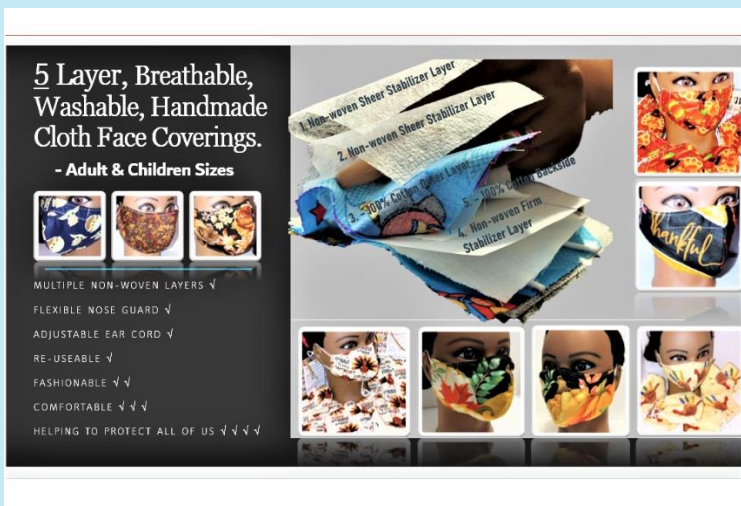 5 Layer, Breathable,
Washable, Handmade
Cloth Face Coverings.
- Adult & Children Sizes
MULTIPLE NON-WOVEN LAYERS √
FLEXIBLE NOSE GUARD √
ADJUSTABLE EAR CORD √
RE-USEABLE √
FASHIONABLE √ √
COMFORTABLE √ √ √
HELPING TO PROTECT ALL OF US √ √ √ √
1. Non-woven Sheer Stabilizer Layer
2. Non-woven Sheer Stabilizer Layer
3. - 100% Cotton Outer Layer
5 - 100% Cotton Backside
4. Non-woven Firm
Stabilizer Layer
thankful